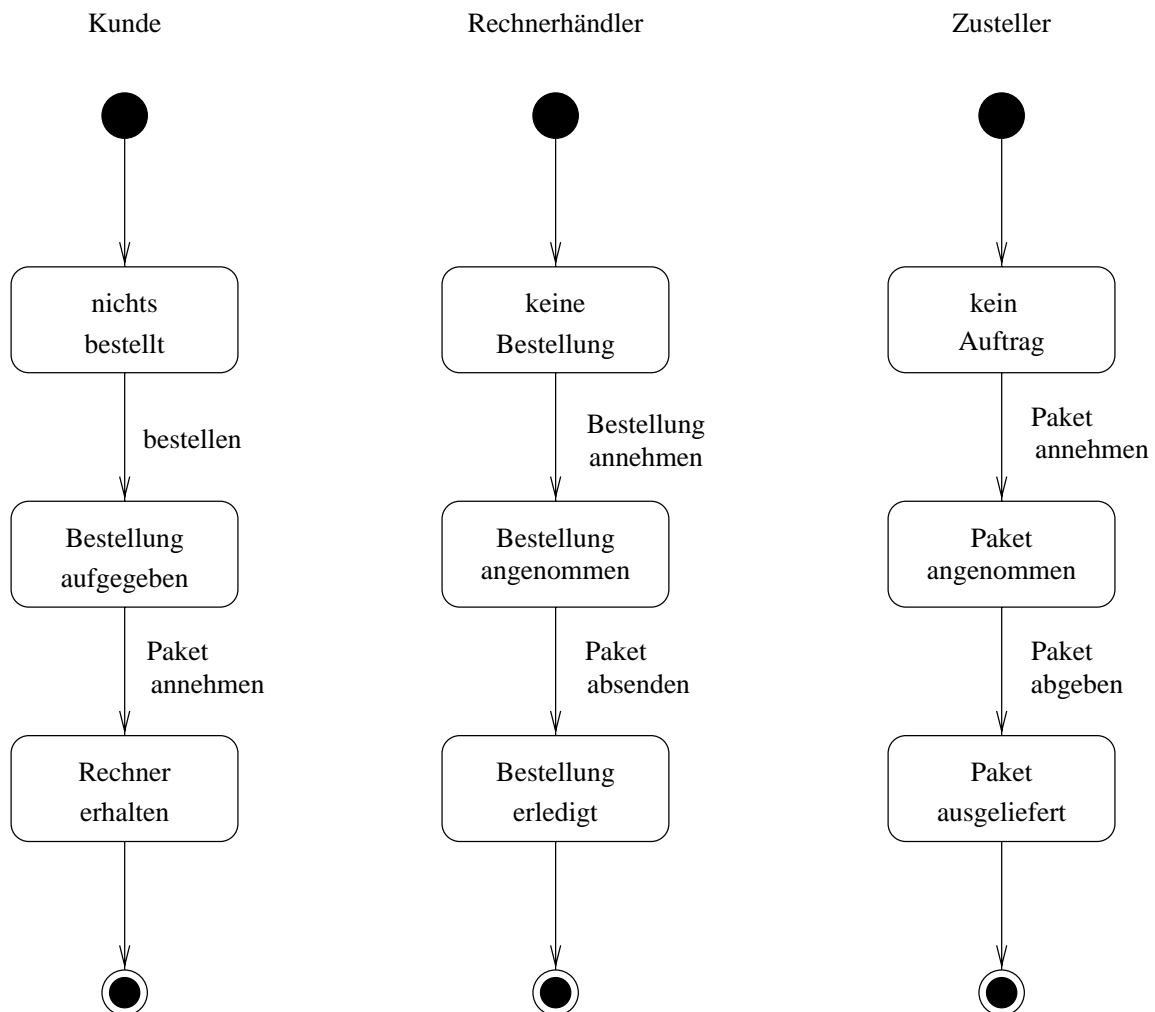 Kunde
Rechnerhändler
Zusteller
nichts
bestellt
keine
Bestellung
kein
Auftrag
bestellen
Bestellung
annehmen
Paket
annehmen
Bestellung
aufgegeben
Bestellung
angenommen
Paket
angenommen
Paket
annehmen
Paket
absenden
Paket
abgeben
Rechner
erhalten
Bestellung
erledigt
Paket
ausgeliefert